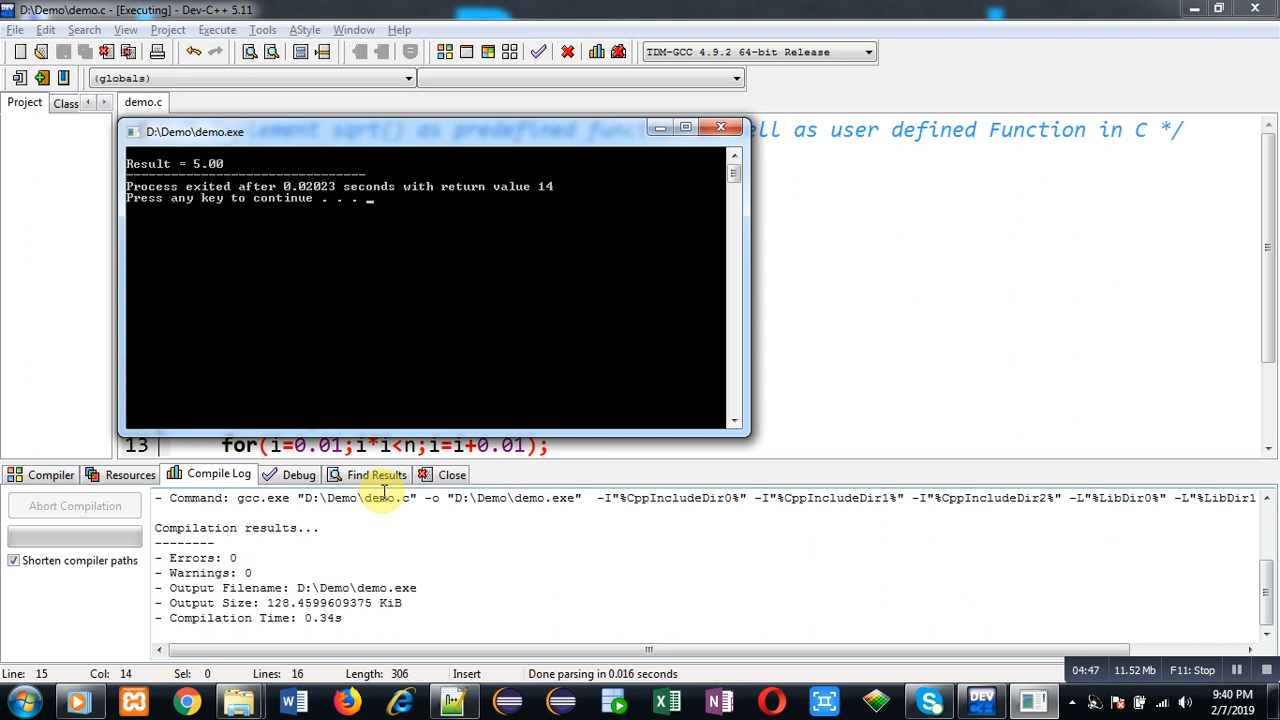 D:\Demo\demo.c - [Executing] - Dev-C++ 5.11
File Edit Search View Project Execute Tools AStyle Window Help
TDM-GCC 4.9.2 64-bit Release
(globals)
Project Class demo.c
ell as user defined Function in C */
D:\Demo\demo.exe
Result = 5.00
--------------------------------
Process exited after 0.02023 seconds with return value 14
Press any key to continue . . . _
13 for(i=0.01;i*i<n;i=i+0.01);
Compiler Resources Compile Log Debug Find Results Close
Abort Compilation
Shorten compiler paths
- Command: gcc.exe "D:\Demo\demo.c" -o "D:\Demo\demo.exe" -I"%CppIncludeDir0%" -I"%CppIncludeDir1%" -I"%CppIncludeDir2%" -L"%LibDir0%" -L"%LibDir1
Compilation results...
--------
- Errors: 0
- Warnings: 0
- Output Filename: D:\Demo\demo.exe
- Output Size: 128.4599609375 KiB
- Compilation Time: 0.34s
Line: 15 Col: 14 Sel: 0 Lines: 16 Length: 306 Insert Done parsing in 0.016 seconds
04:47 11.52 Mb F11: Stop
DEV
9:40 PM
2/7/2019